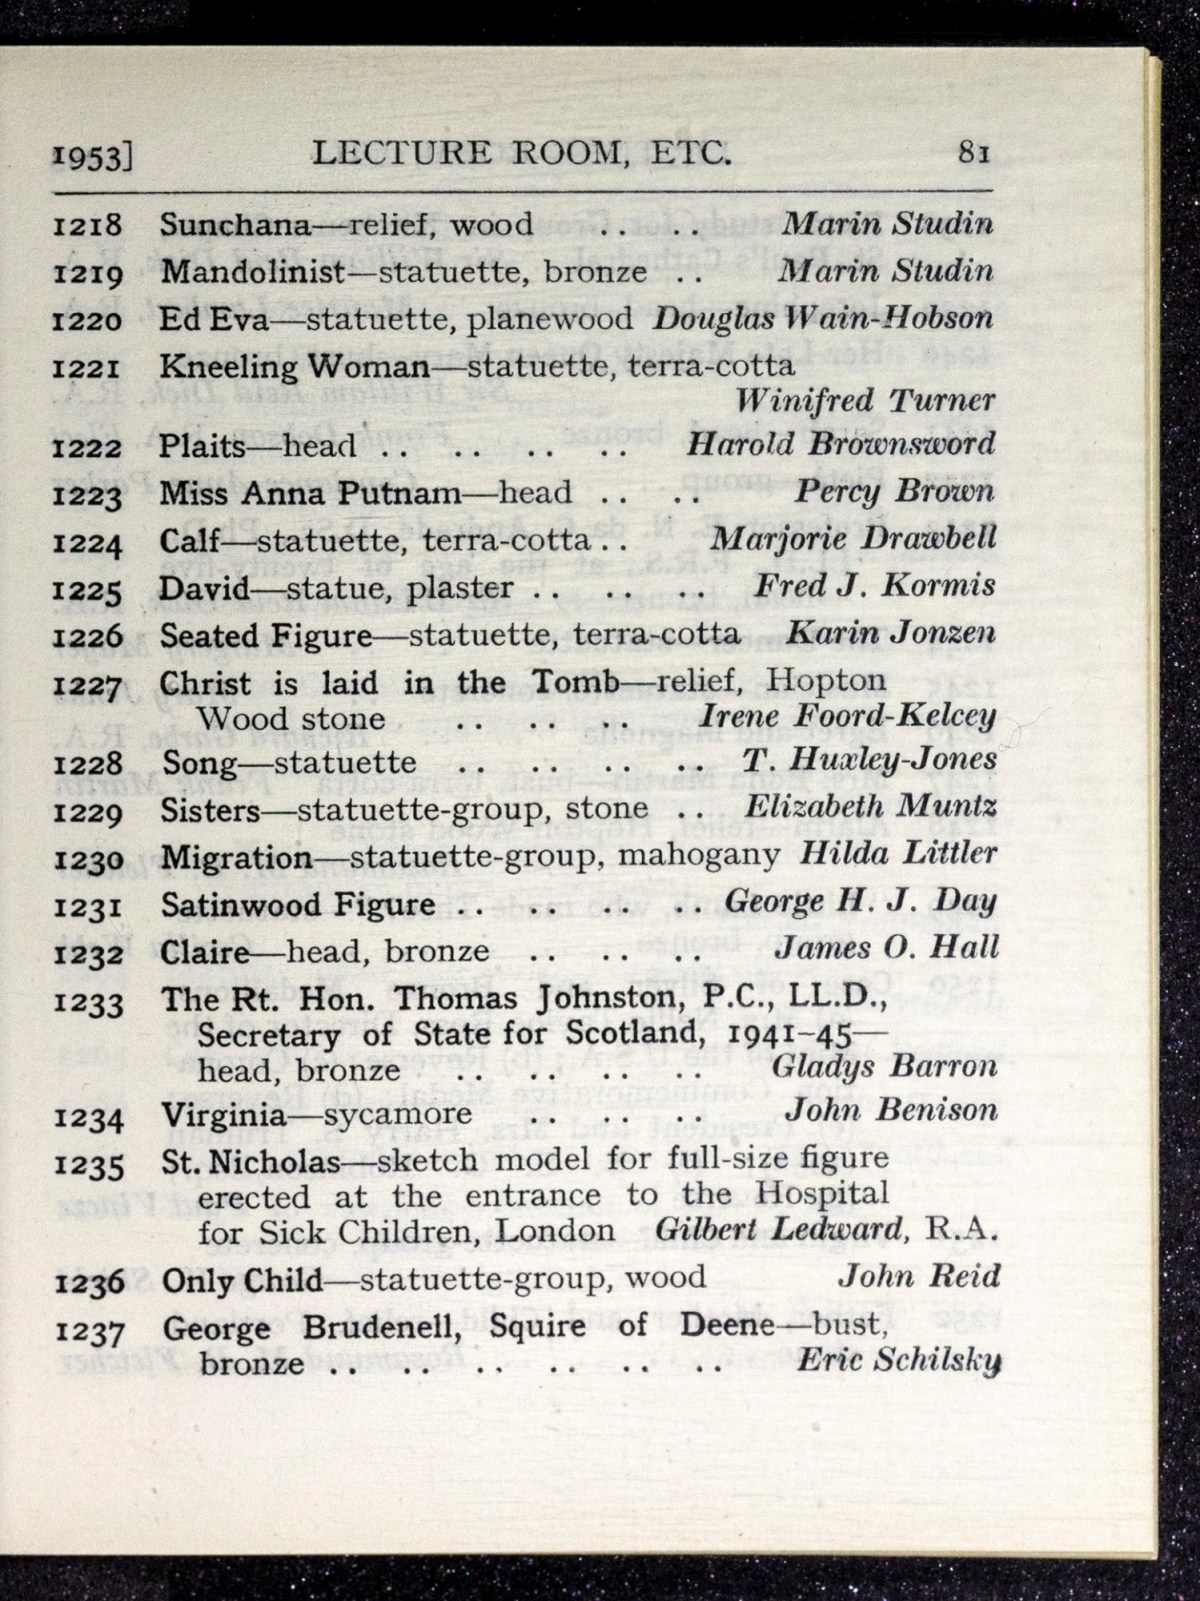 1953] LECTURE ROOM, ETC. 81
1218 Sunchana—relief, wood .. .. Marin Studin
1219 Mandolinist—statuette, bronze .. Marin Studin
1220 Ed Eva—statuette, planewood Douglas Wain-Hobson
1221 Kneeling Woman—statuette, terra-cotta
Winifred Turner
1222 Plaits—head .. .. .. .. Harold Brownsword
1223 Miss Anna Putnam—head .. .. Percy Brown
1224 Calf—statuette, terra-cotta .. Marjorie Drawbell
1225 David—statue, plaster .. .. .. Fred J. Kormis
1226 Seated Figure—statuette, terra-cotta Karin Jonzen
1227 Christ is laid in the Tomb—relief, Hopton
Wood stone .. .. .. Irene Foord-Kelcey
1228 Song—statuette .. .. .. .. T. Huxley-Jones
1229 Sisters—statuette-group, stone .. Elizabeth Muntz
1230 Migration—statuette-group, mahogany Hilda Littler
1231 Satinwood Figure .. .. .. .. George H. J. Day
1232 Claire—head, bronze .. .. .. James O. Hall
1233 The Rt. Hon. Thomas Johnston, P.C., LL.D.,
Secretary of State for Scotland, 1941–45—
head, bronze .. .. .. .. Gladys Barron
1234 Virginia—sycamore .. .. .. John Benison
1235 St. Nicholas—sketch model for full-size figure
erected at the entrance to the Hospital
for Sick Children, London Gilbert Ledward, R.A.
1236 Only Child—statuette-group, wood John Reid
1237 George Brudenell, Squire of Deene—bust,
bronze .. .. .. .. .. .. Eric Schilsky